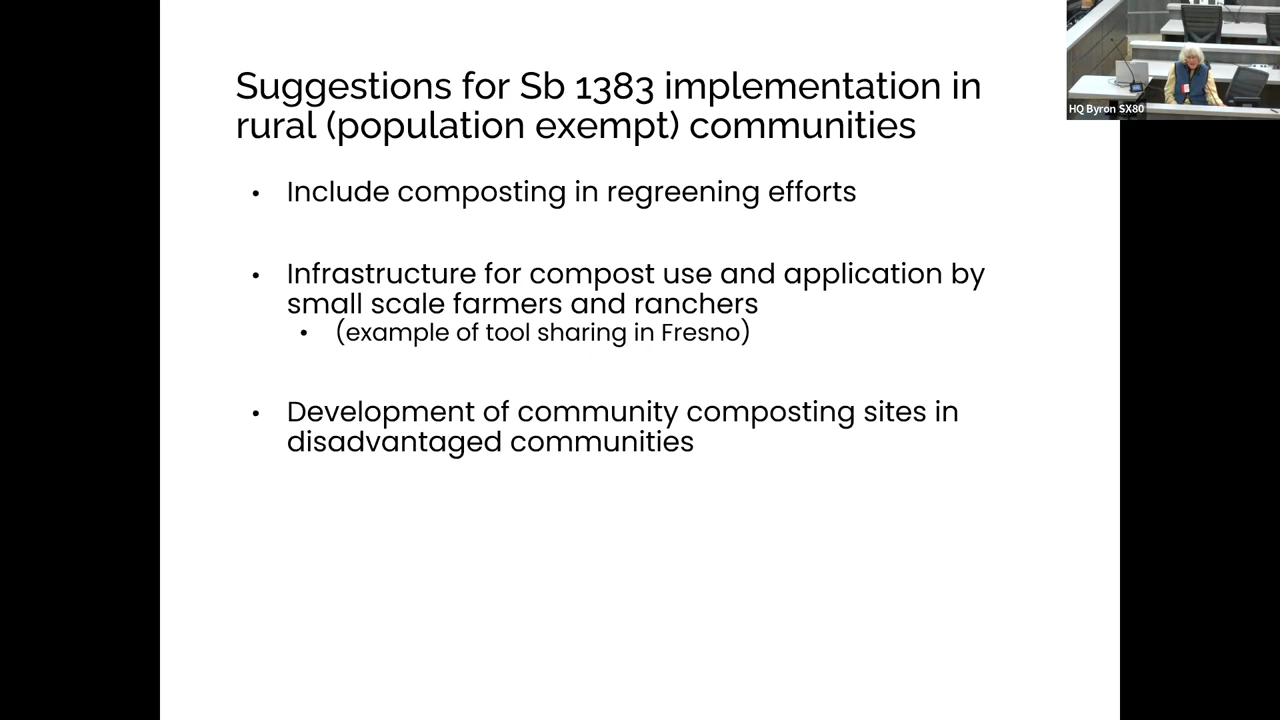 Suggestions for Sb 1383 implementation in
rural (population exempt) communities
• Include composting in regreening efforts
• Infrastructure for compost use and application by
small scale farmers and ranchers
• (example of tool sharing in Fresno)
• Development of community composting sites in
disadvantaged communities
HQ Byron SX80